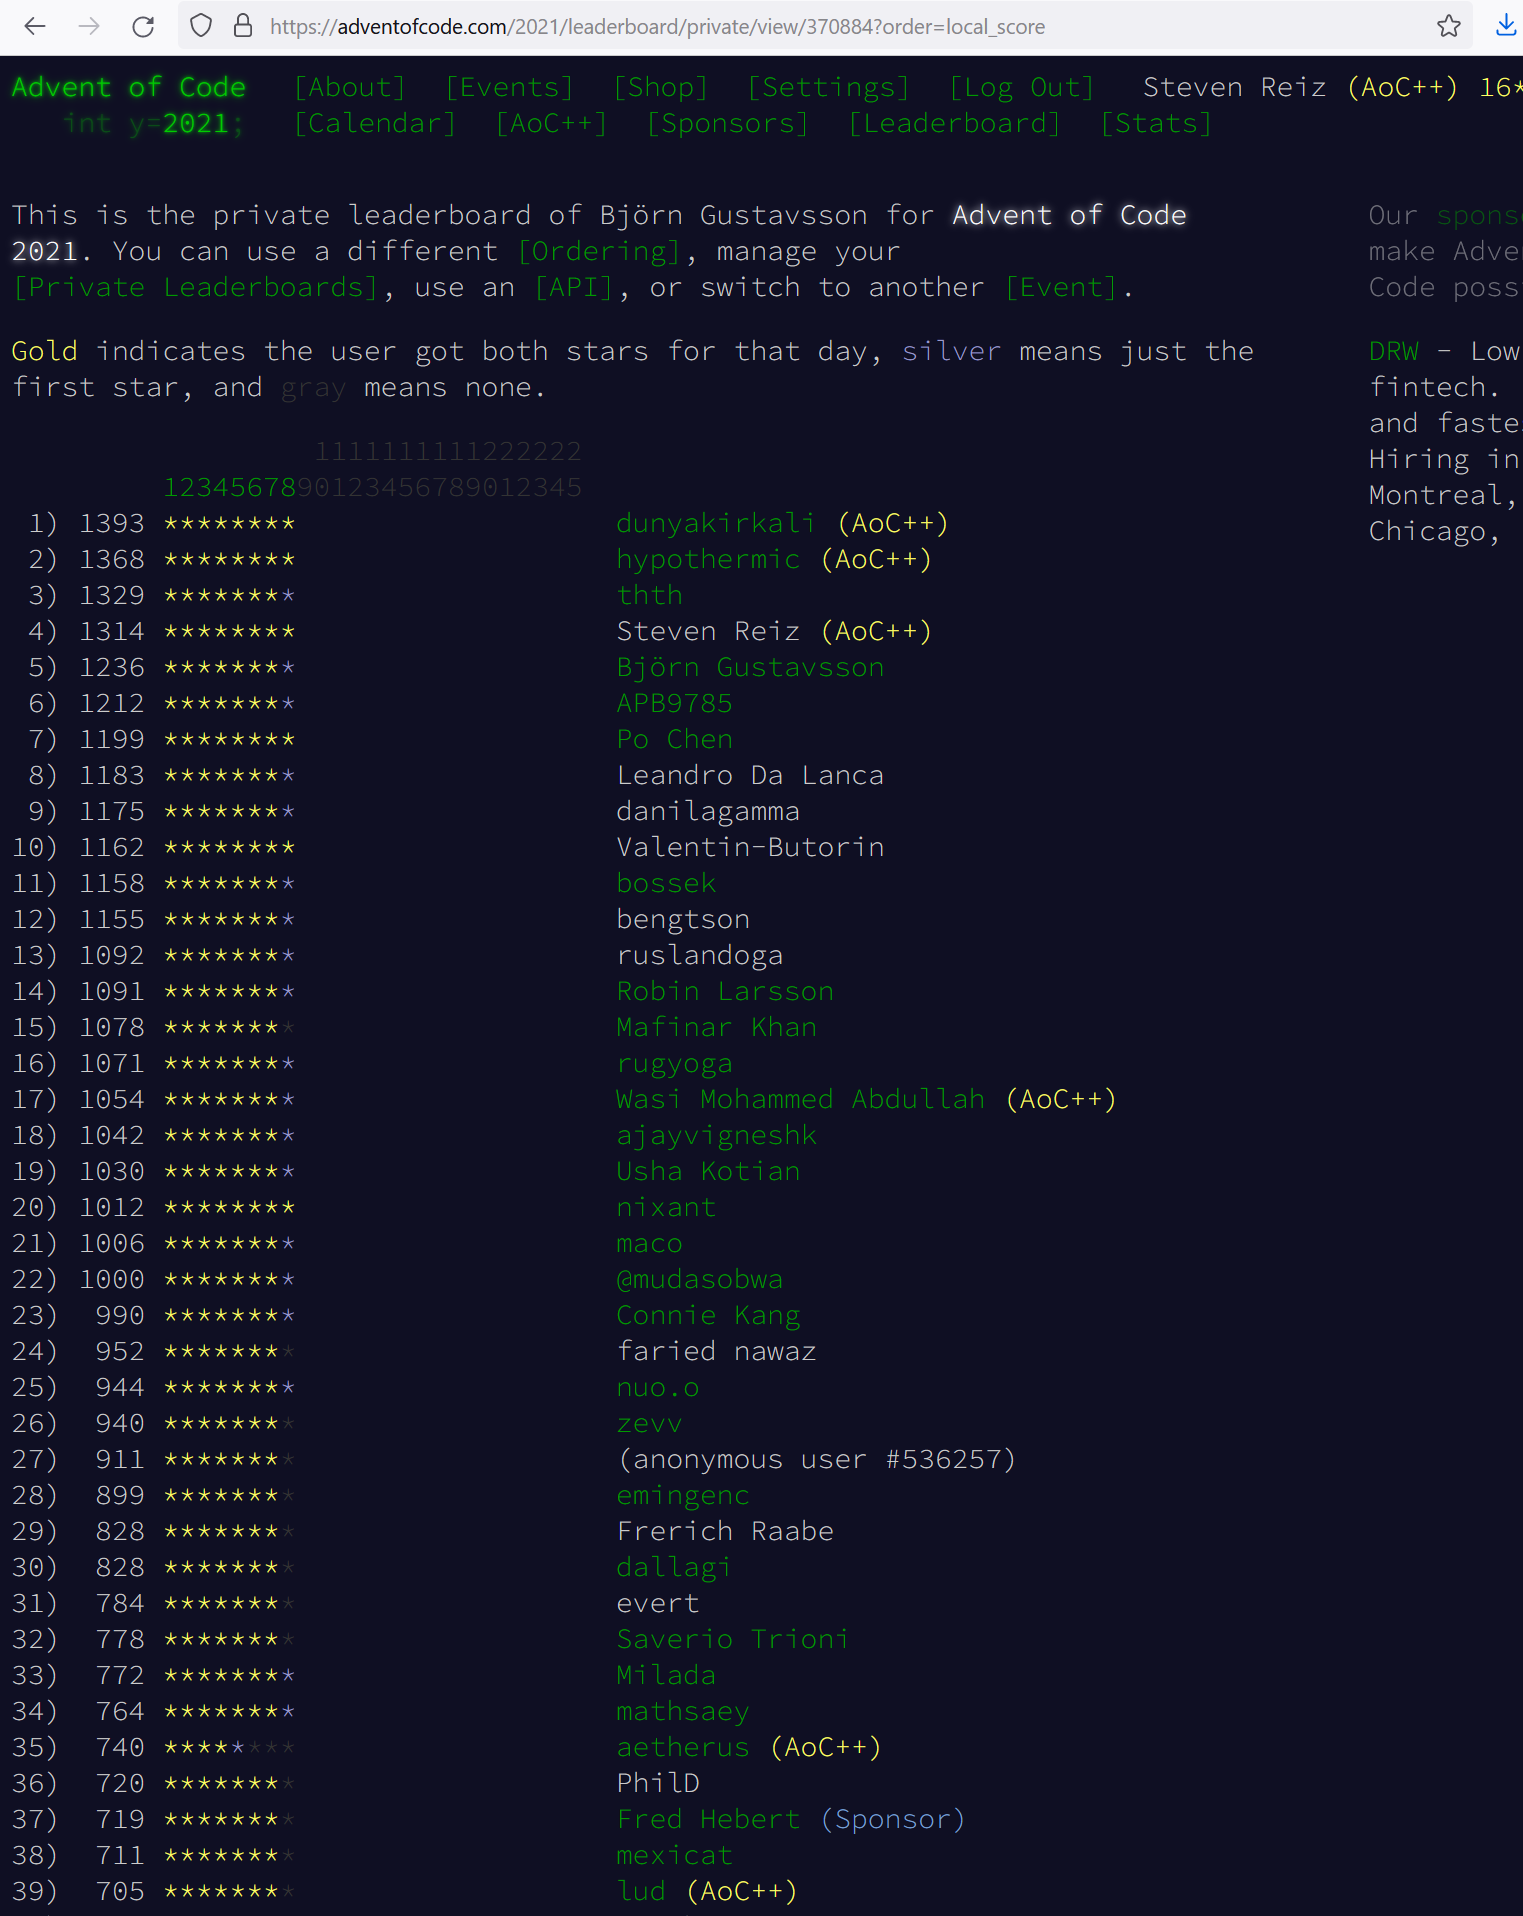 https://adventofcode.com/2021/leaderboard/private/view/370884?order=local_score
Advent of Code [About] [Events] [Shop] [Settings] [Log Out] Steven Reiz (AoC++) 16*
int y=2021; [Calendar] [AoC++] [Sponsors] [Leaderboard] [Stats]
This is the private leaderboard of Björn Gustavsson for Advent of Code
2021. You can use a different [Ordering], manage your
[Private Leaderboards], use an [API], or switch to another [Event].
Gold indicates the user got both stars for that day, silver means just the
first star, and gray means none.
Our spons
make Adve
Code poss
DRW - Low
fintech.
and faste
Hiring in
Montreal,
Chicago,
1111111111222222
1234567890123456789012345
1) 1393 ******** dunyakirkali (AoC++)
2) 1368 ******** hypothermic (AoC++)
3) 1329 ******** thth
4) 1314 ******** Steven Reiz (AoC++)
5) 1236 ******** Björn Gustavsson
6) 1212 ******** APB9785
7) 1199 ******** Po Chen
8) 1183 ******** Leandro Da Lanca
9) 1175 ******** danilagamma
10) 1162 ******** Valentin-Butorin
11) 1158 ******** bossek
12) 1155 ******** bengtson
13) 1092 ******** ruslandoga
14) 1091 ******** Robin Larsson
15) 1078 ******** Mafinar Khan
16) 1071 ******** rugyoga
17) 1054 ******** Wasi Mohammed Abdullah (AoC++)
18) 1042 ******** ajayvigneshk
19) 1030 ******** Usha Kotian
20) 1012 ******** nixant
21) 1006 ******** maco
22) 1000 ******** @mudasobwa
23) 990 ******** Connie Kang
24) 952 ******** faried nawaz
25) 944 ******** nuo.o
26) 940 ******** zevv
27) 911 ******** (anonymous user #536257)
28) 899 ******** emingenc
29) 828 ******** Frerich Raabe
30) 828 ******** dallagi
31) 784 ******** evert
32) 778 ******** Saverio Trioni
33) 772 ******** Milada
34) 764 ******** mathsaey
35) 740 ******** aetherus (AoC++)
36) 720 ******** PhilD
37) 719 ******** Fred Hebert (Sponsor)
38) 711 ******** mexicat
39) 705 ******** lud (AoC++)